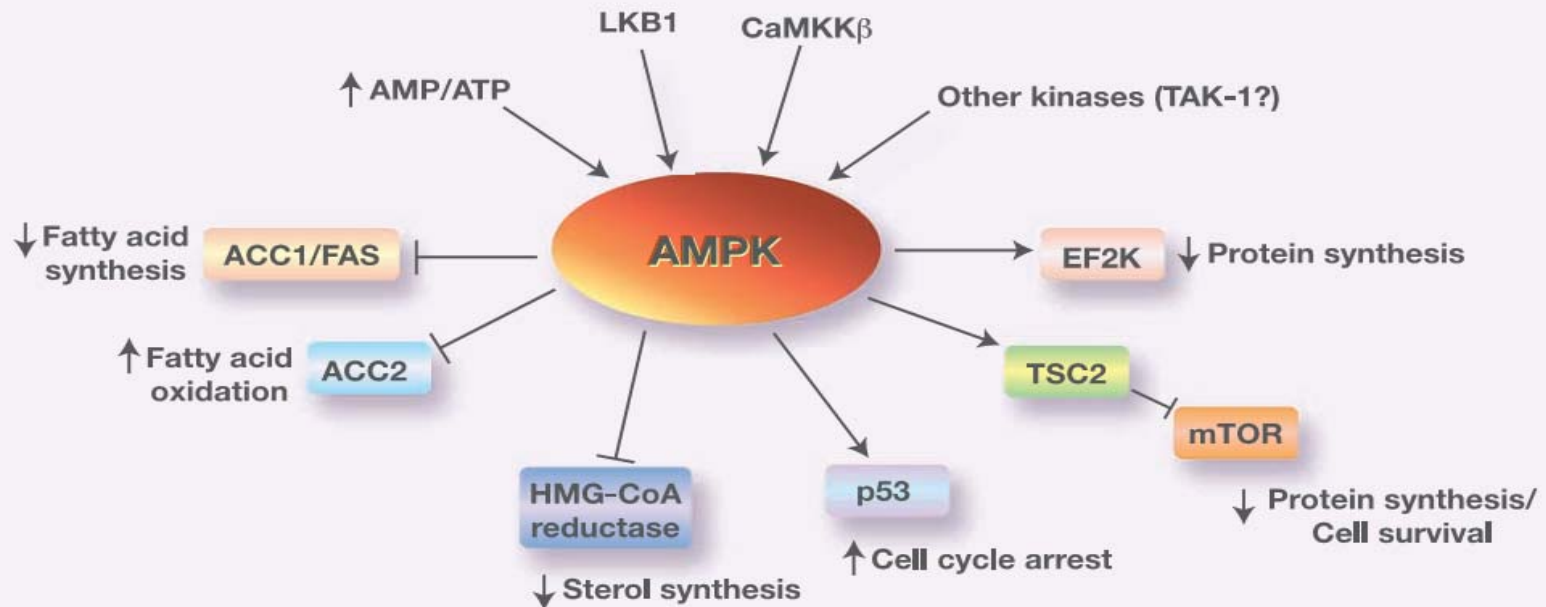 LKB1
CaMKKβ
↑ AMP/ATP
Other kinases (TAK-1?)
AMPK
↓ Fatty acid
synthesis
ACC1/FAS
EF2K
↓ Protein synthesis
↑ Fatty acid
oxidation
ACC2
TSC2
mTOR
HMG-CoA
reductase
p53
↓ Protein synthesis/
Cell survival
↑ Cell cycle arrest
↓ Sterol synthesis